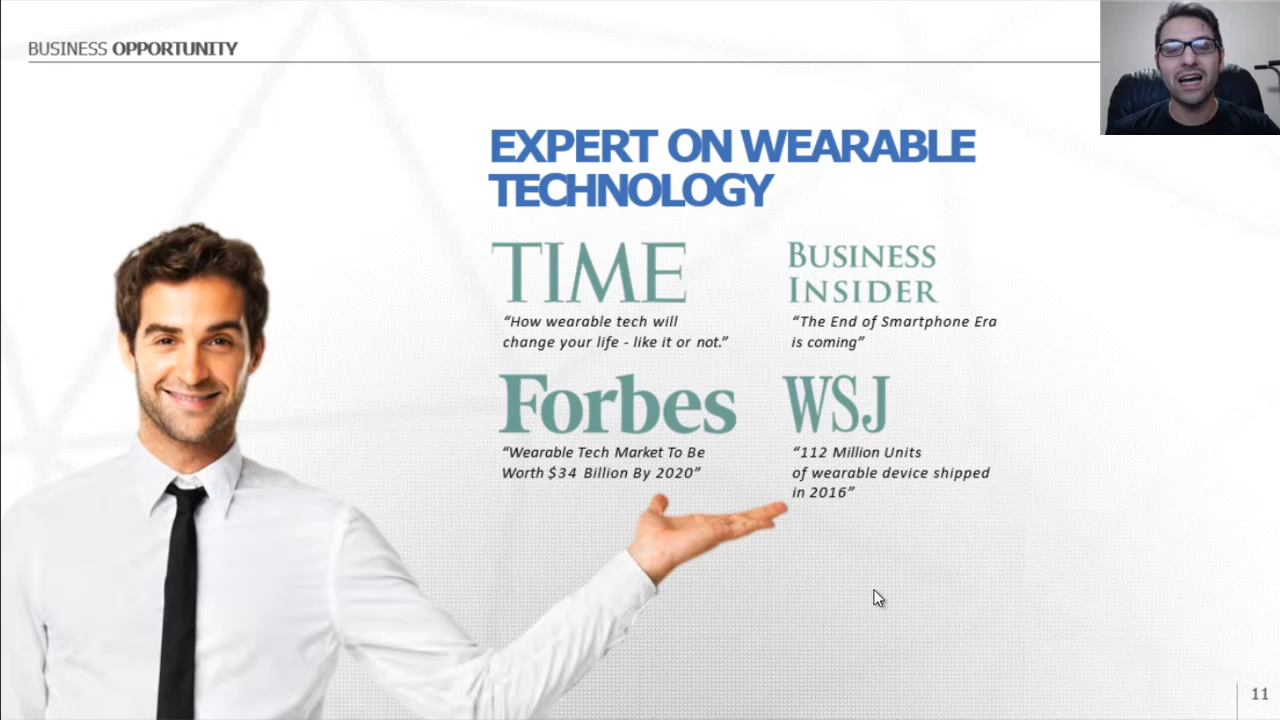 BUSINESS OPPORTUNITY
EXPERT ON WEARABLE
TECHNOLOGY
TIME
“How wearable tech will
change your life - like it or not.”
BUSINESS
INSIDER
“The End of Smartphone Era
is coming”
Forbes
“Wearable Tech Market To Be
Worth $34 Billion By 2020”
WSJ
“112 Million Units
of wearable device shipped
in 2016”
11